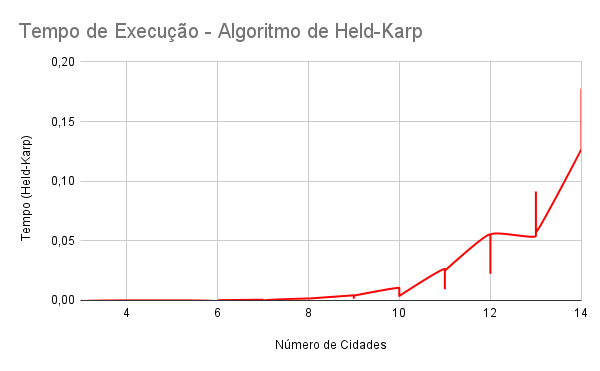 Tempo de Execução - Algoritmo de Held-Karp
0,20
0,15
0,10
0,05
0,00
Tempo (Held-Karp)
4 6 8 10 12 14
Número de Cidades